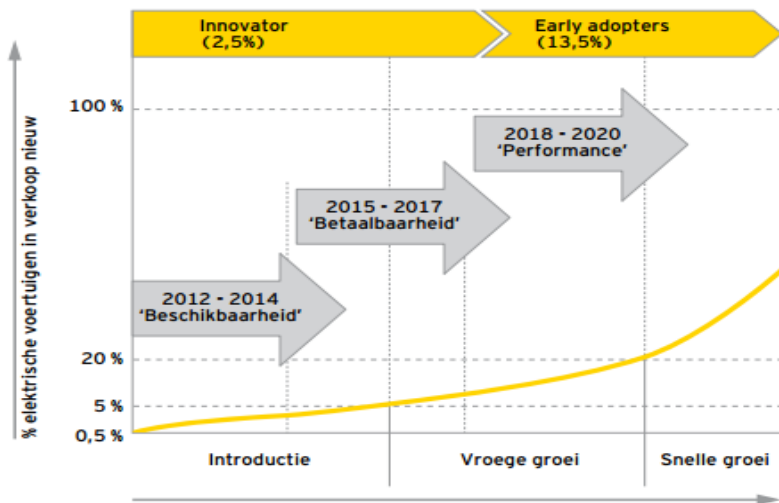 Innovator
(2,5%)
Early adopters
(13,5%)
% elektrische voertuigen in verkoop nieuw
100 %
2018 - 2020
‘Performance’
2015 - 2017
‘Betaalbaarheid’
2012 - 2014
‘Beschikbaarheid’
20 %
5 %
0,5 %
Introductie
Vroege groei
Snelle groei